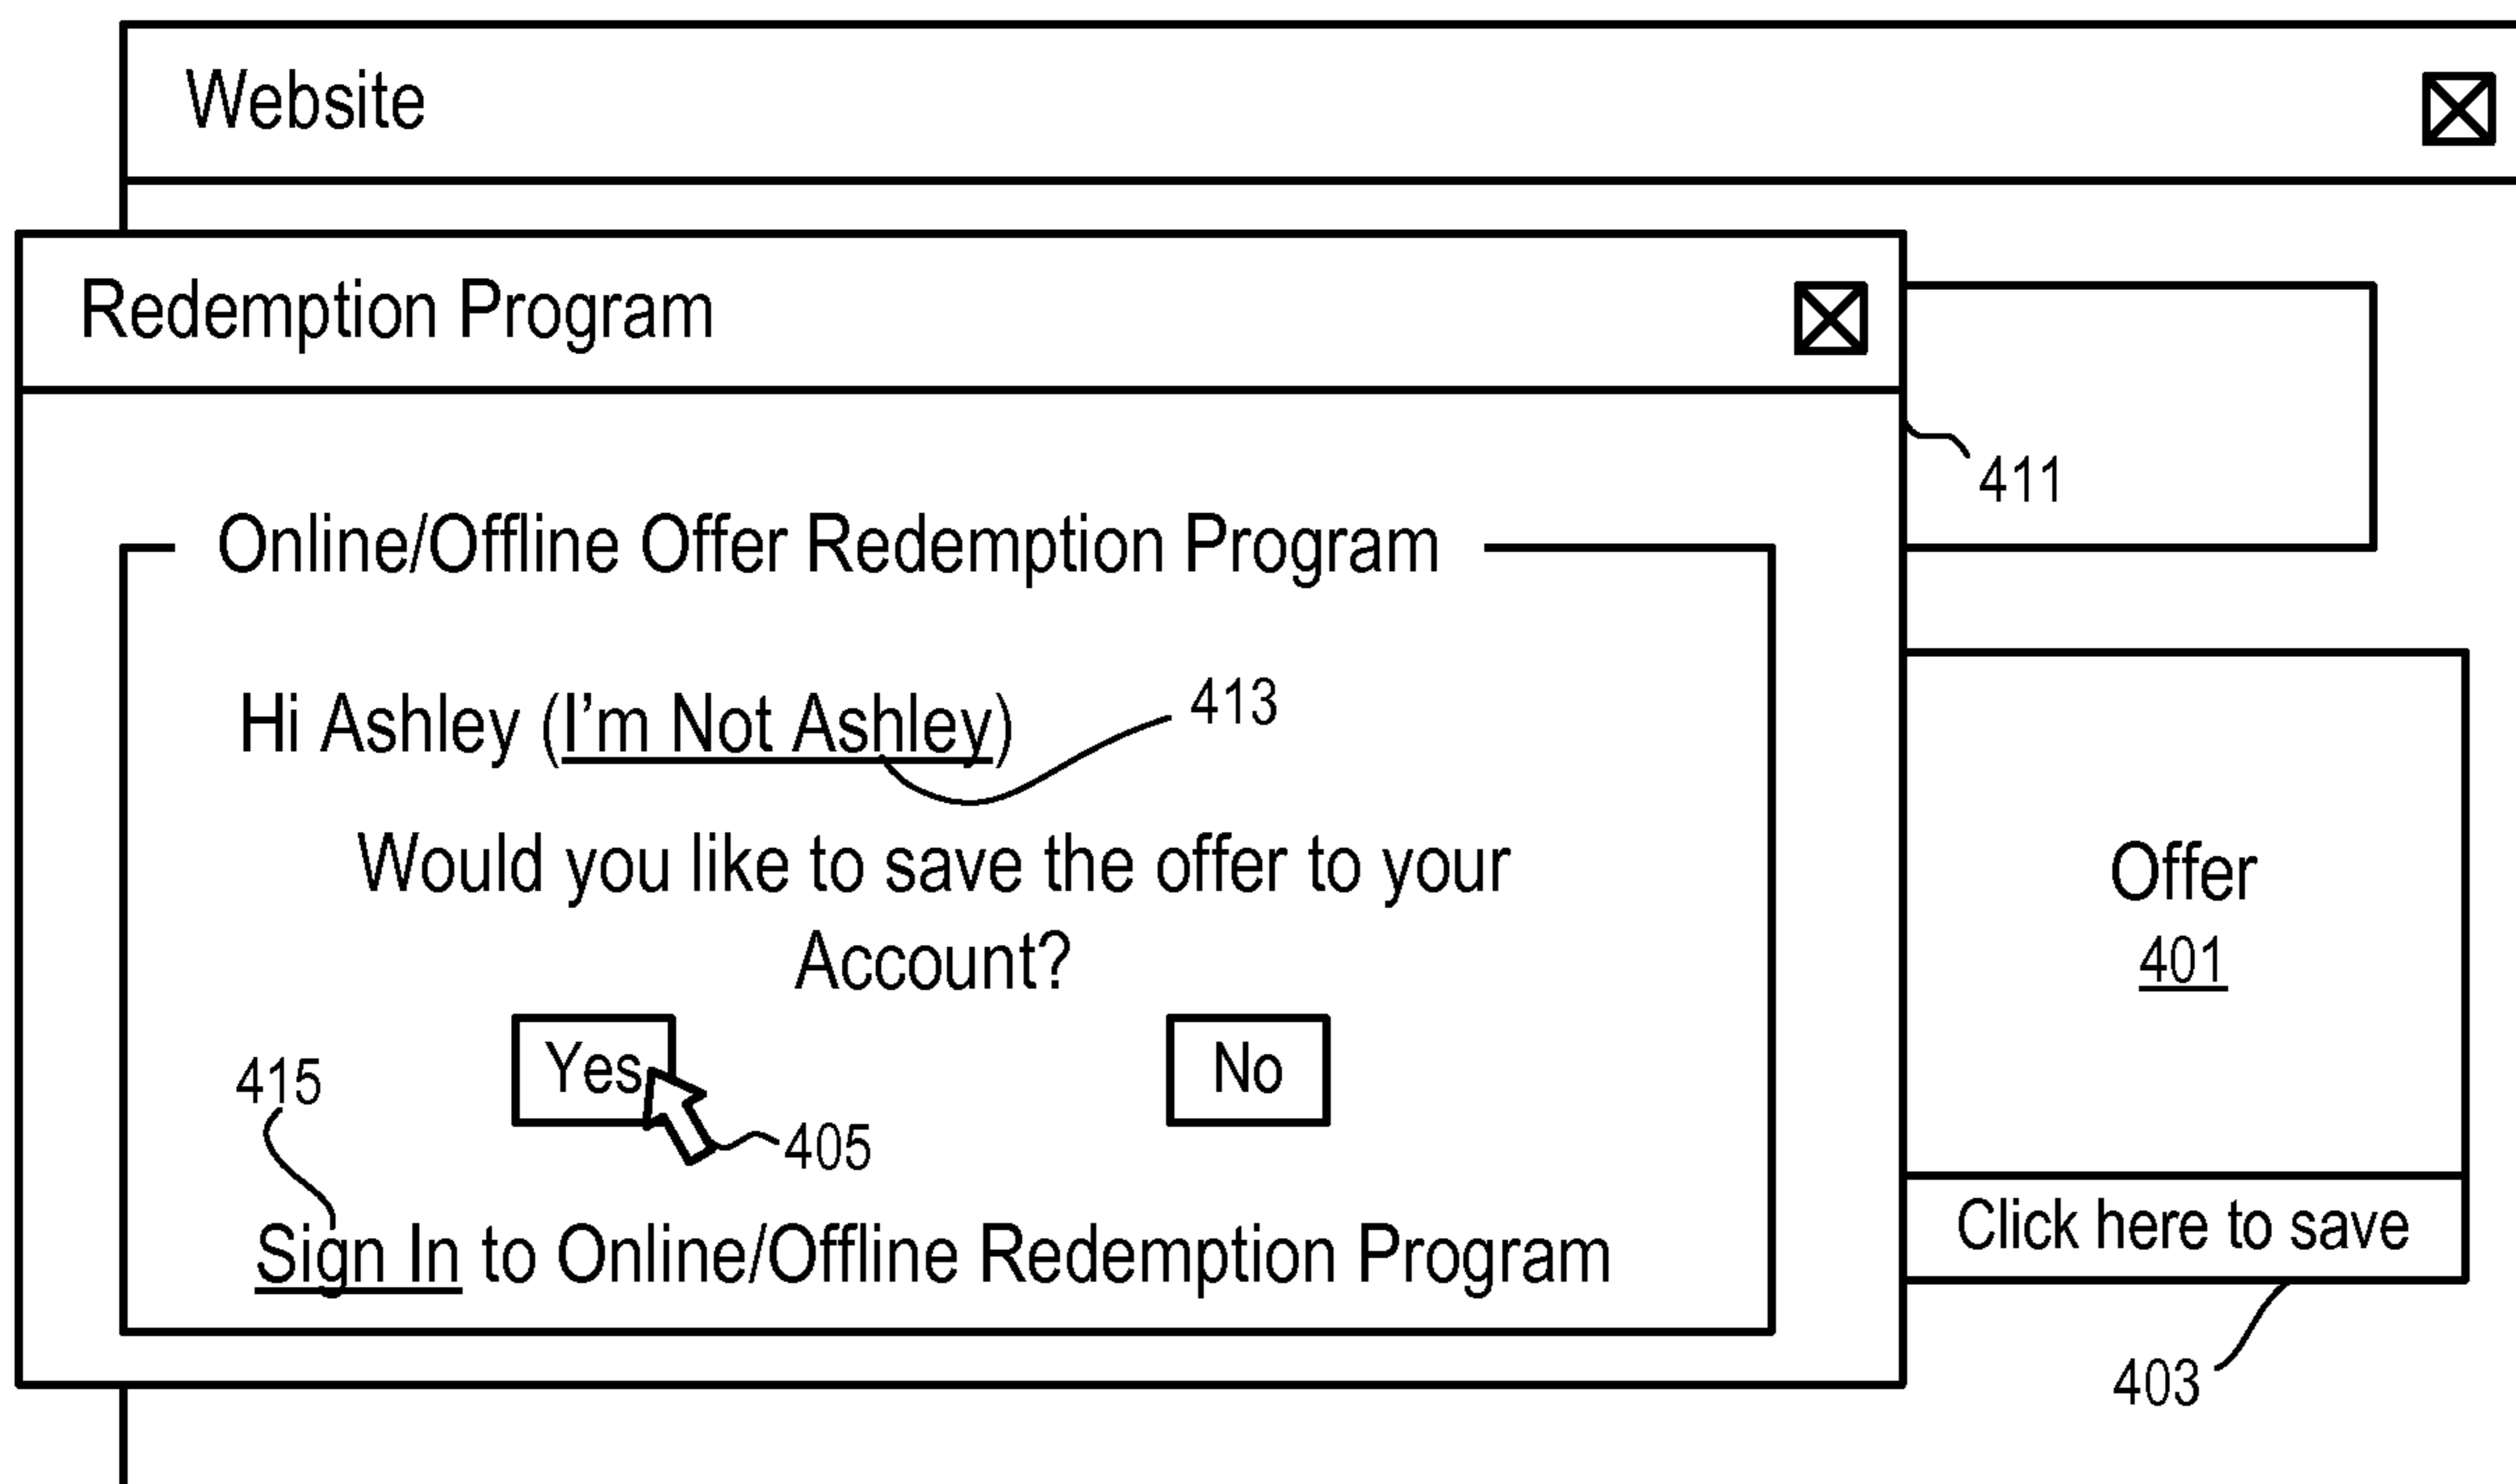 Website
Redemption Program
411
Online/Offline Offer Redemption Program
Hi Ashley (I'm Not Ashley)
413
Would you like to save the offer to your
Account?
Offer
401
Yes
No
415
405
Sign In to Online/Offline Redemption Program
Click here to save
403